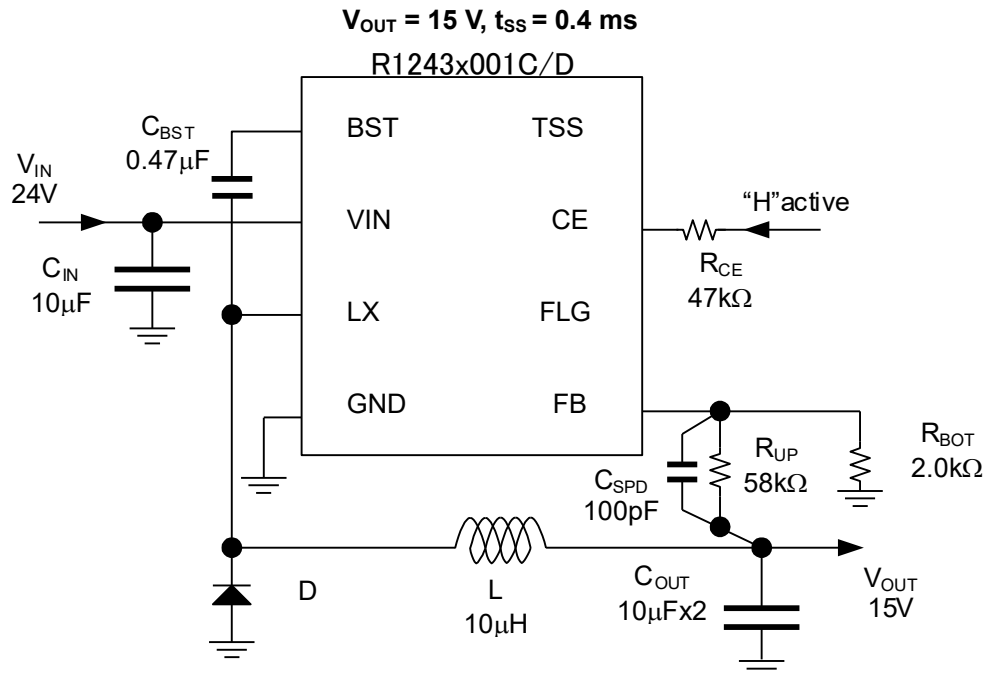 VOUT = 15 V, tSS = 0.4 ms
R1243x001C/D
BST
TSS
CBST
0.47μF
VIN
24V
VIN
CE
"H"active
RCE
47kΩ
CIN
10μF
LX
FLG
GND
FB
RUP
58kΩ
RBOT
2.0kΩ
CSPD
100pF
D
L
10μH
COUT
10μFx2
VOUT
15V